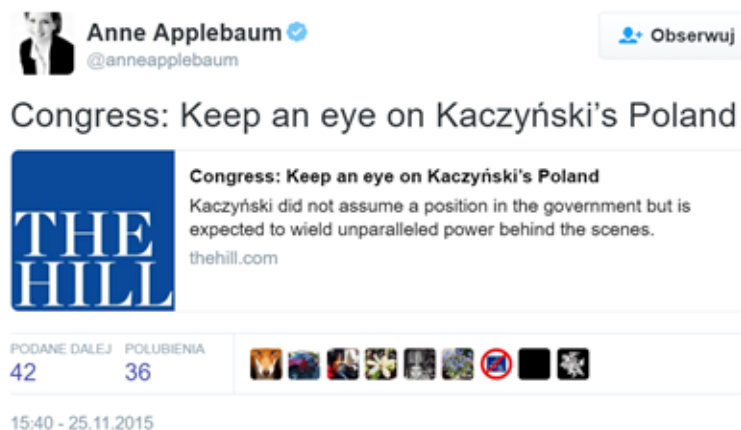 Anne Applebaum
@anneapplebaum
Obserwuj
Congress: Keep an eye on Kaczyński's Poland
THE
HILL
Congress: Keep an eye on Kaczyński's Poland
Kaczyński did not assume a position in the government but is
expected to wield unparalleled power behind the scenes.
thehill.com
PODANE DALEJ POLUBIENIA
42 36
15:40 - 25.11.2015